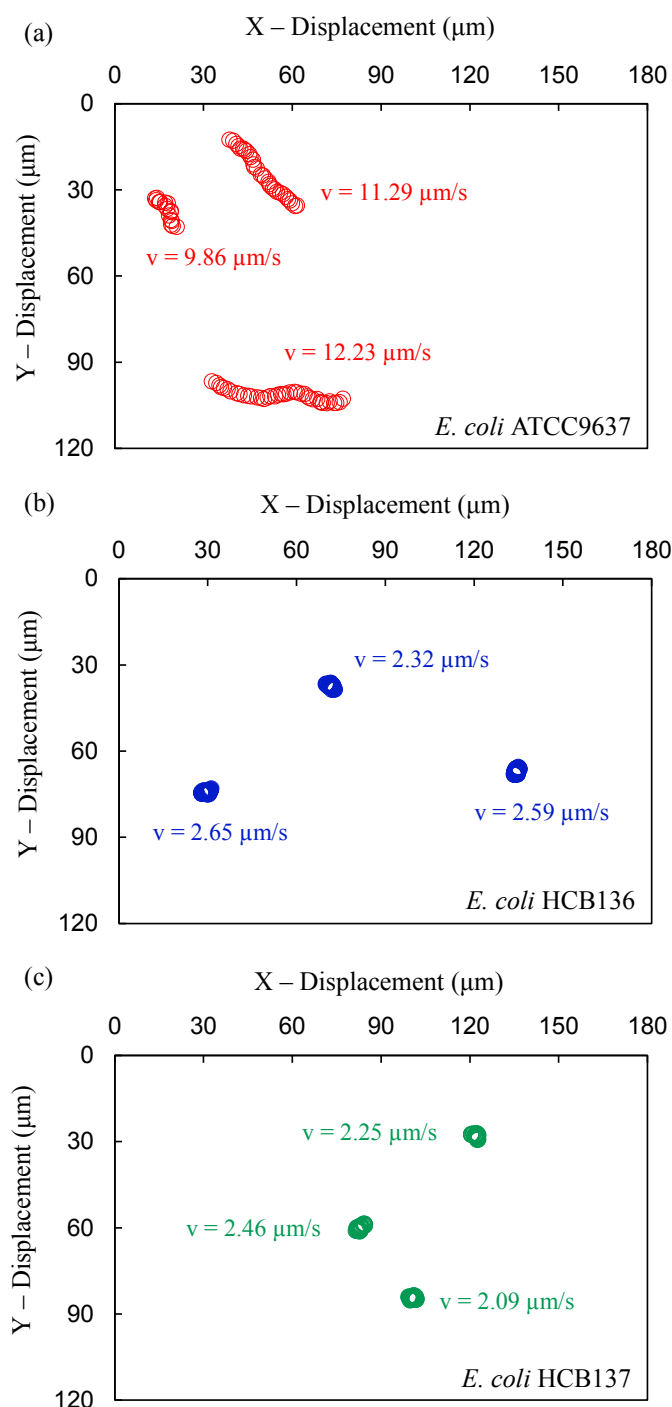 (a)
X – Displacement (μm)
0 30 60 90 120 150 180
0
30
60
90
120
Y – Displacement (μm)
v = 11.29 μm/s
v = 9.86 μm/s
v = 12.23 μm/s
E. coli ATCC9637
(b)
X – Displacement (μm)
0 30 60 90 120 150 180
0
30
60
90
120
Y – Displacement (μm)
v = 2.32 μm/s
v = 2.65 μm/s
v = 2.59 μm/s
E. coli HCB136
(c)
X – Displacement (μm)
0 30 60 90 120 150 180
0
30
60
90
120
Y – Displacement (μm)
v = 2.25 μm/s
v = 2.46 μm/s
v = 2.09 μm/s
E. coli HCB137